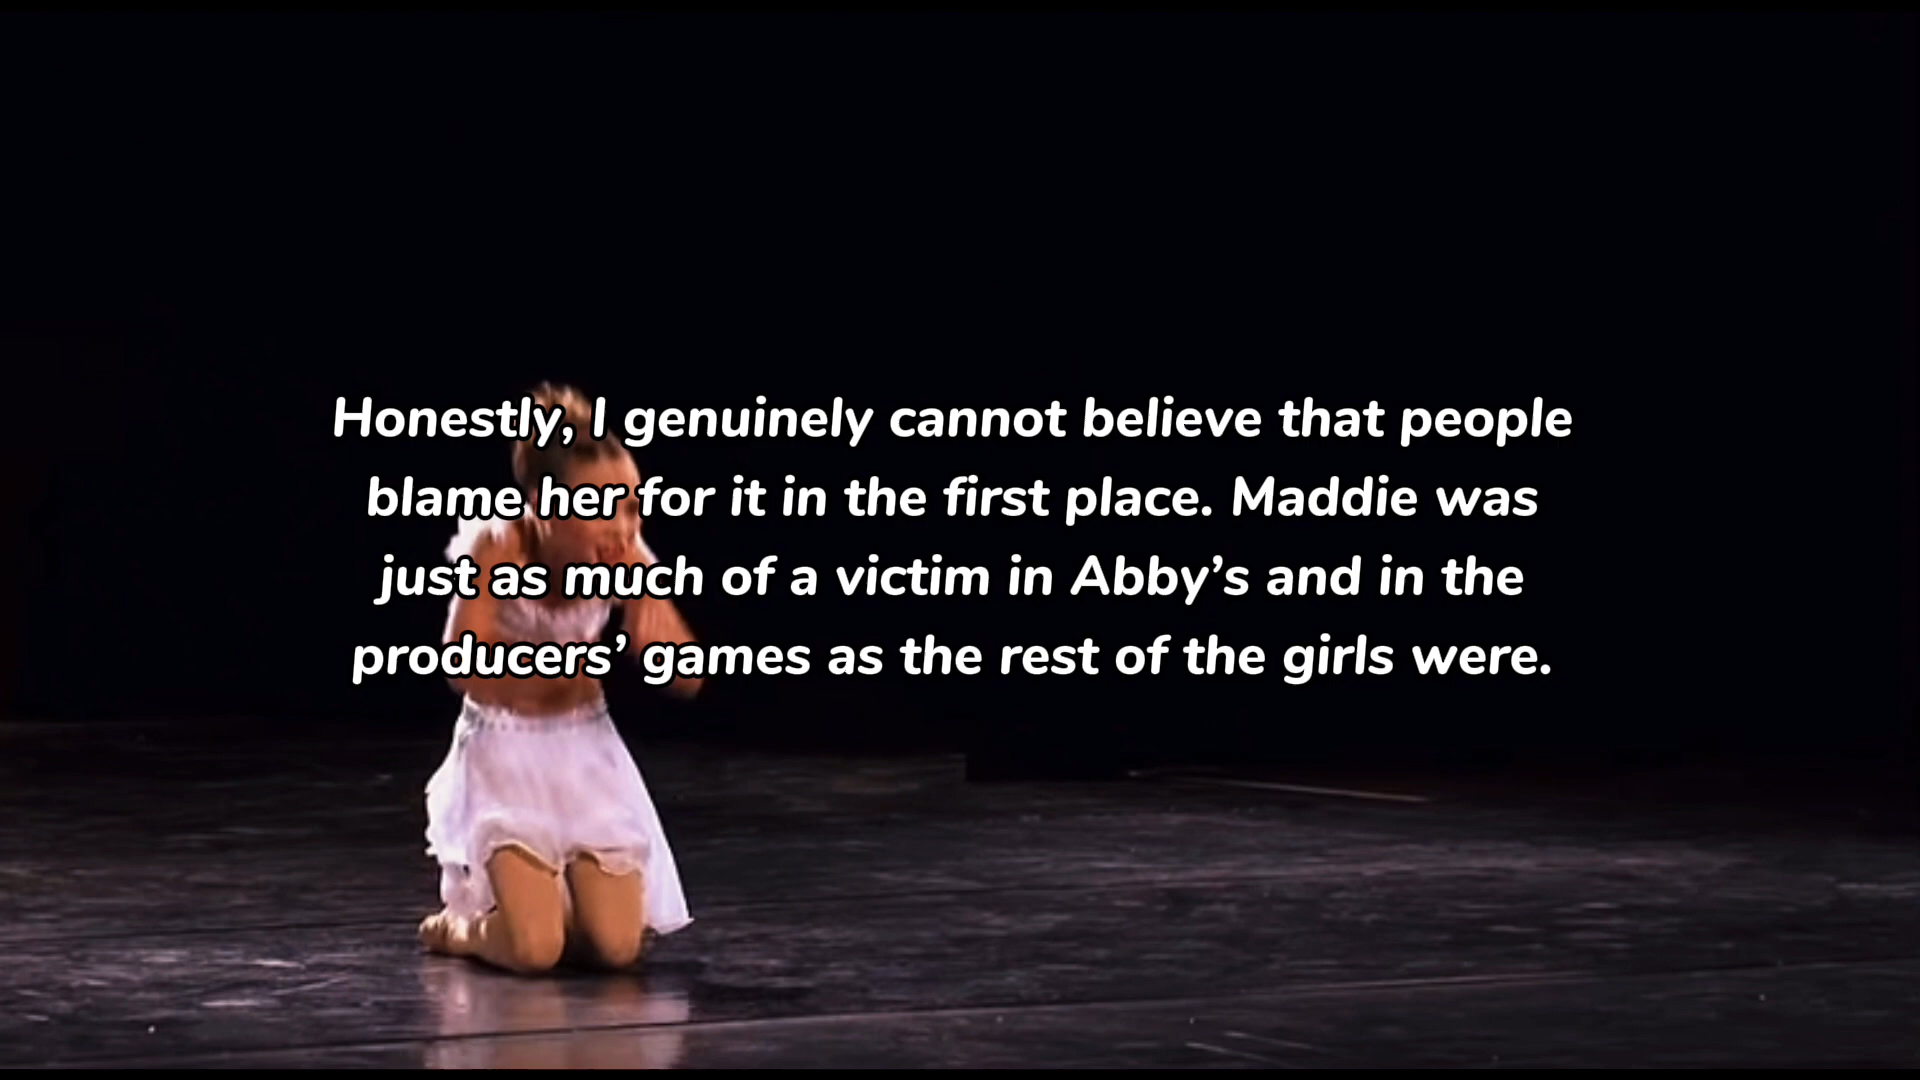 Honestly, I genuinely cannot believe that people
blame her for it in the first place. Maddie was
just as much of a victim in Abby’s and in the
producers’ games as the rest of the girls were.